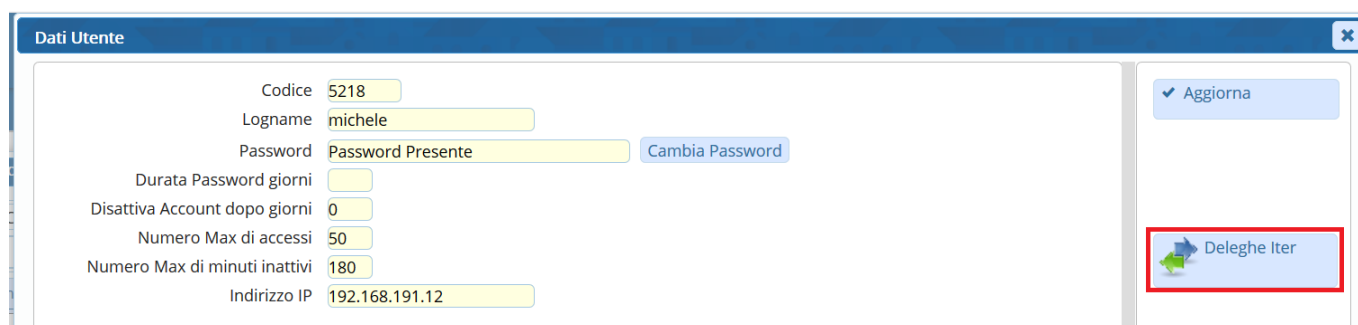 Dati Utente
Codice 5218
Logname michele
Password Password Presente Cambia Password
Durata Password giorni
Disattiva Account dopo giorni 0
Numero Max di accessi 50
Numero Max di minuti inattivi 180
Indirizzo IP 192.168.191.12
Aggiorna
Deleghe Iter